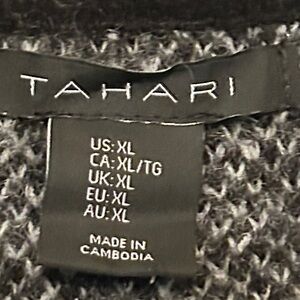 TAHARI
US: XL
CA: XL/TG
UK: XL
EU: XL
AU: XL
MADE IN
CAMBODIA